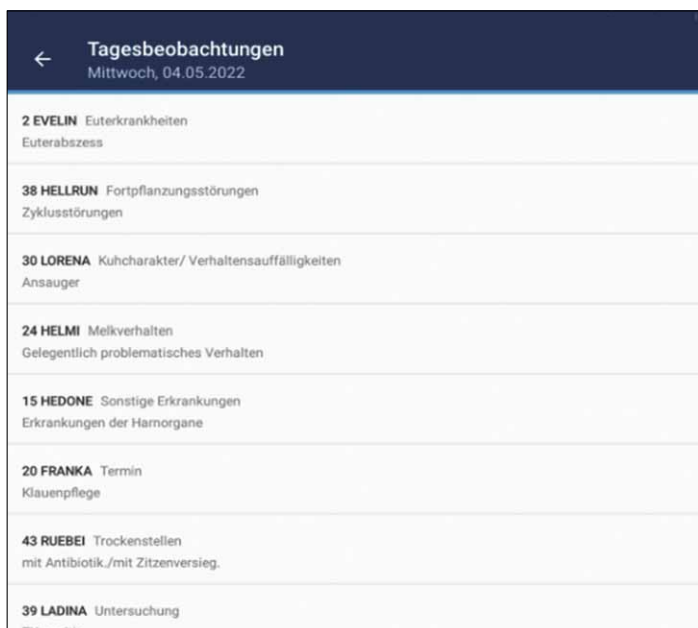 Tagesbeobachtungen
Mittwoch, 04.05.2022
2 EVELIN Euterkrankheiten
Euterabszess
38 HELLRUN Fortpflanzungsstörungen
Zyklusstörungen
30 LORENA Kuhcharakter/ Verhaltensauffälligkeiten
Ansauger
24 HELMI Melkverhalten
Gelegentlich problematisches Verhalten
15 HEDONE Sonstige Erkrankungen
Erkrankungen der Harnorgane
20 FRANKA Termin
Klauenpflege
43 RUEBEI Trockenstellen
mit Antibiotik./mit Zitzenversieg.
39 LADINA Untersuchung